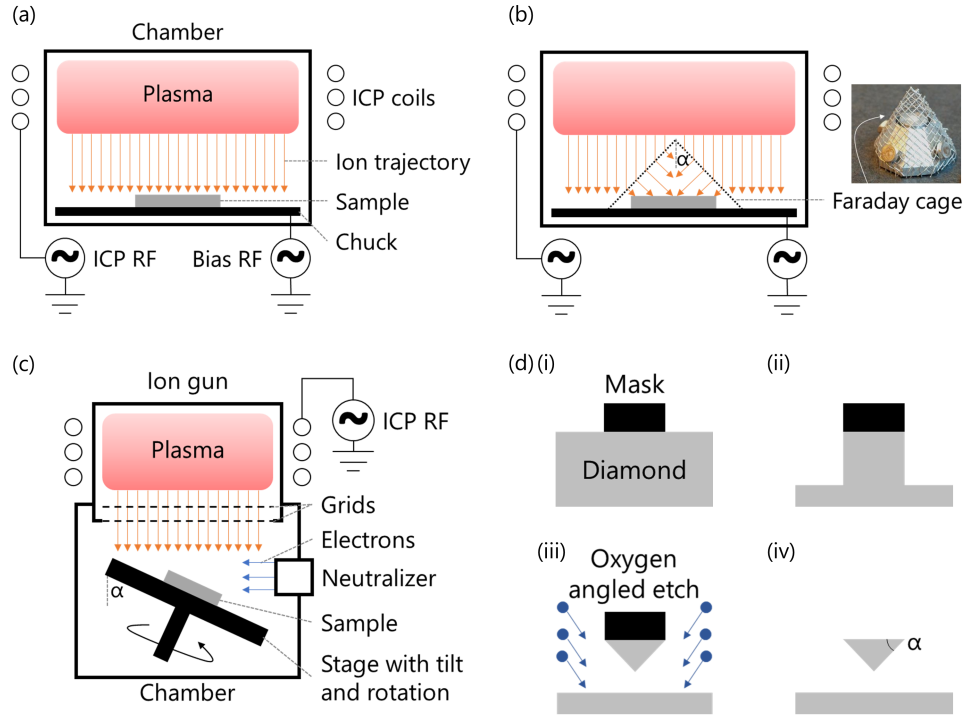 (a)
Chamber
Plasma
ICP coils
Ion trajectory
Sample
Chuck
ICP RF
Bias RF
(b)
α
Faraday cage
(c)
Ion gun
ICP RF
Plasma
Grids
Electrons
Neutralizer
α
Sample
Stage with tilt
and rotation
Chamber
(d) (i)
Mask
Diamond
(ii)
(iii)
Oxygen
angled etch
(iv)
α